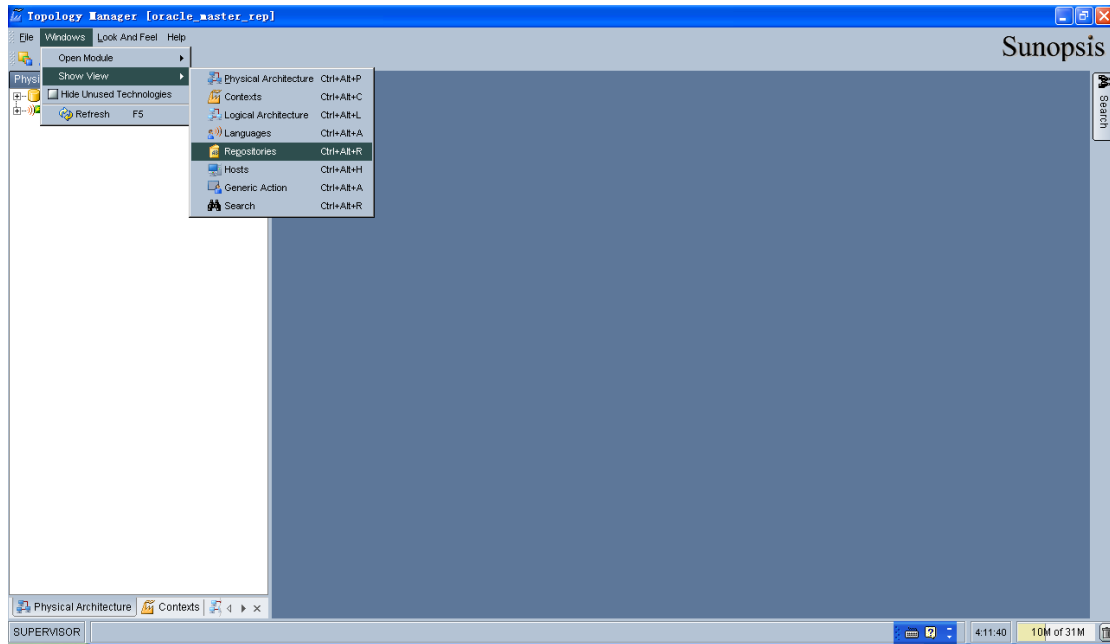 Topology Manager [oracle_master_rep]
File Windows Look And Feel Help
Sunopsis
Open Module
Show View
Hide Unused Technologies
Refresh F5
Physical Architecture Ctrl+Alt+P
Contexts Ctrl+Alt+C
Logical Architecture Ctrl+Alt+L
Languages Ctrl+Alt+A
Repositories Ctrl+Alt+R
Hosts Ctrl+Alt+H
Generic Action Ctrl+Alt+A
Search Ctrl+Alt+R
Physi
Search
Physical Architecture Contexts
SUPERVISOR
4:11:40 10M of 31M